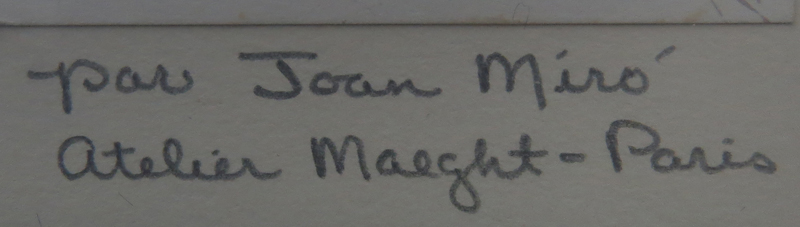 par Joan Miró
Atelier Maeght - Paris